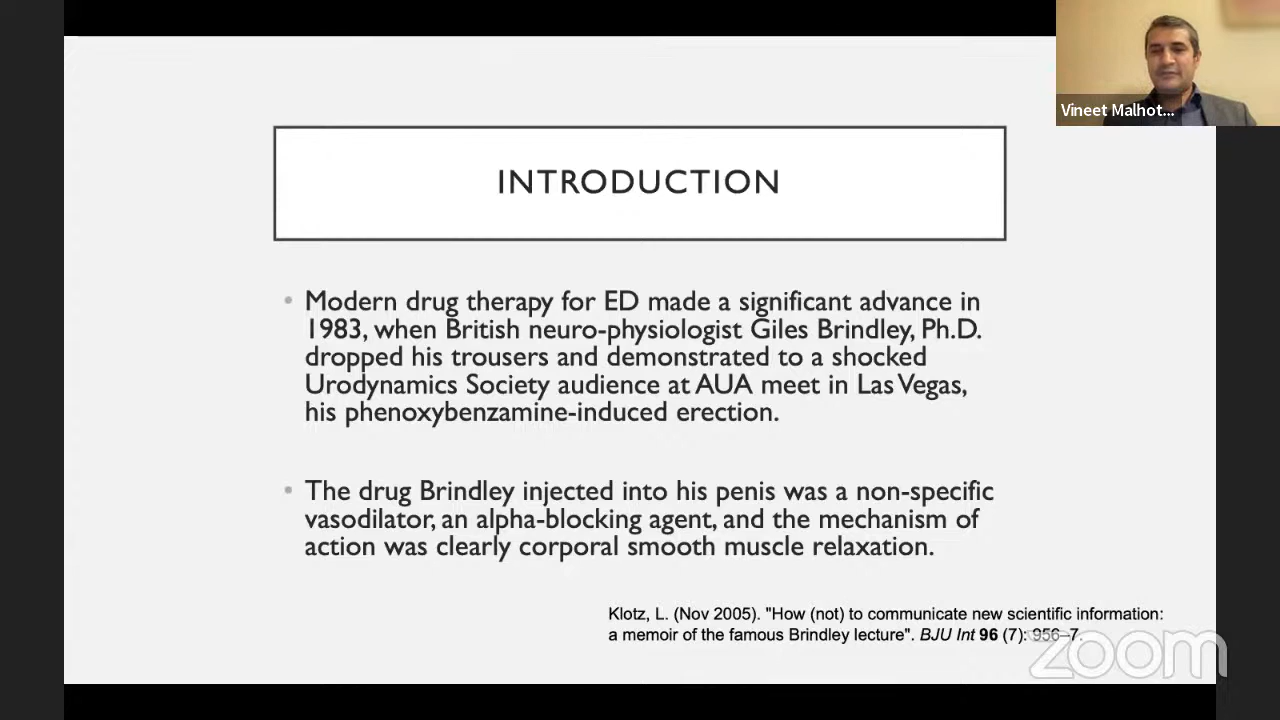 Vineet Malhot...
INTRODUCTION
• Modern drug therapy for ED made a significant advance in
1983, when British neuro-physiologist Giles Brindley, Ph.D.
dropped his trousers and demonstrated to a shocked
Urodynamics Society audience at AUA meet in Las Vegas,
his phenoxybenzamine-induced erection.
• The drug Brindley injected into his penis was a non-specific
vasodilator, an alpha-blocking agent, and the mechanism of
action was clearly corporal smooth muscle relaxation.
Klotz, L. (Nov 2005). "How (not) to communicate new scientific information:
a memoir of the famous Brindley lecture". BJU Int 96 (7): 956–7.
zoom